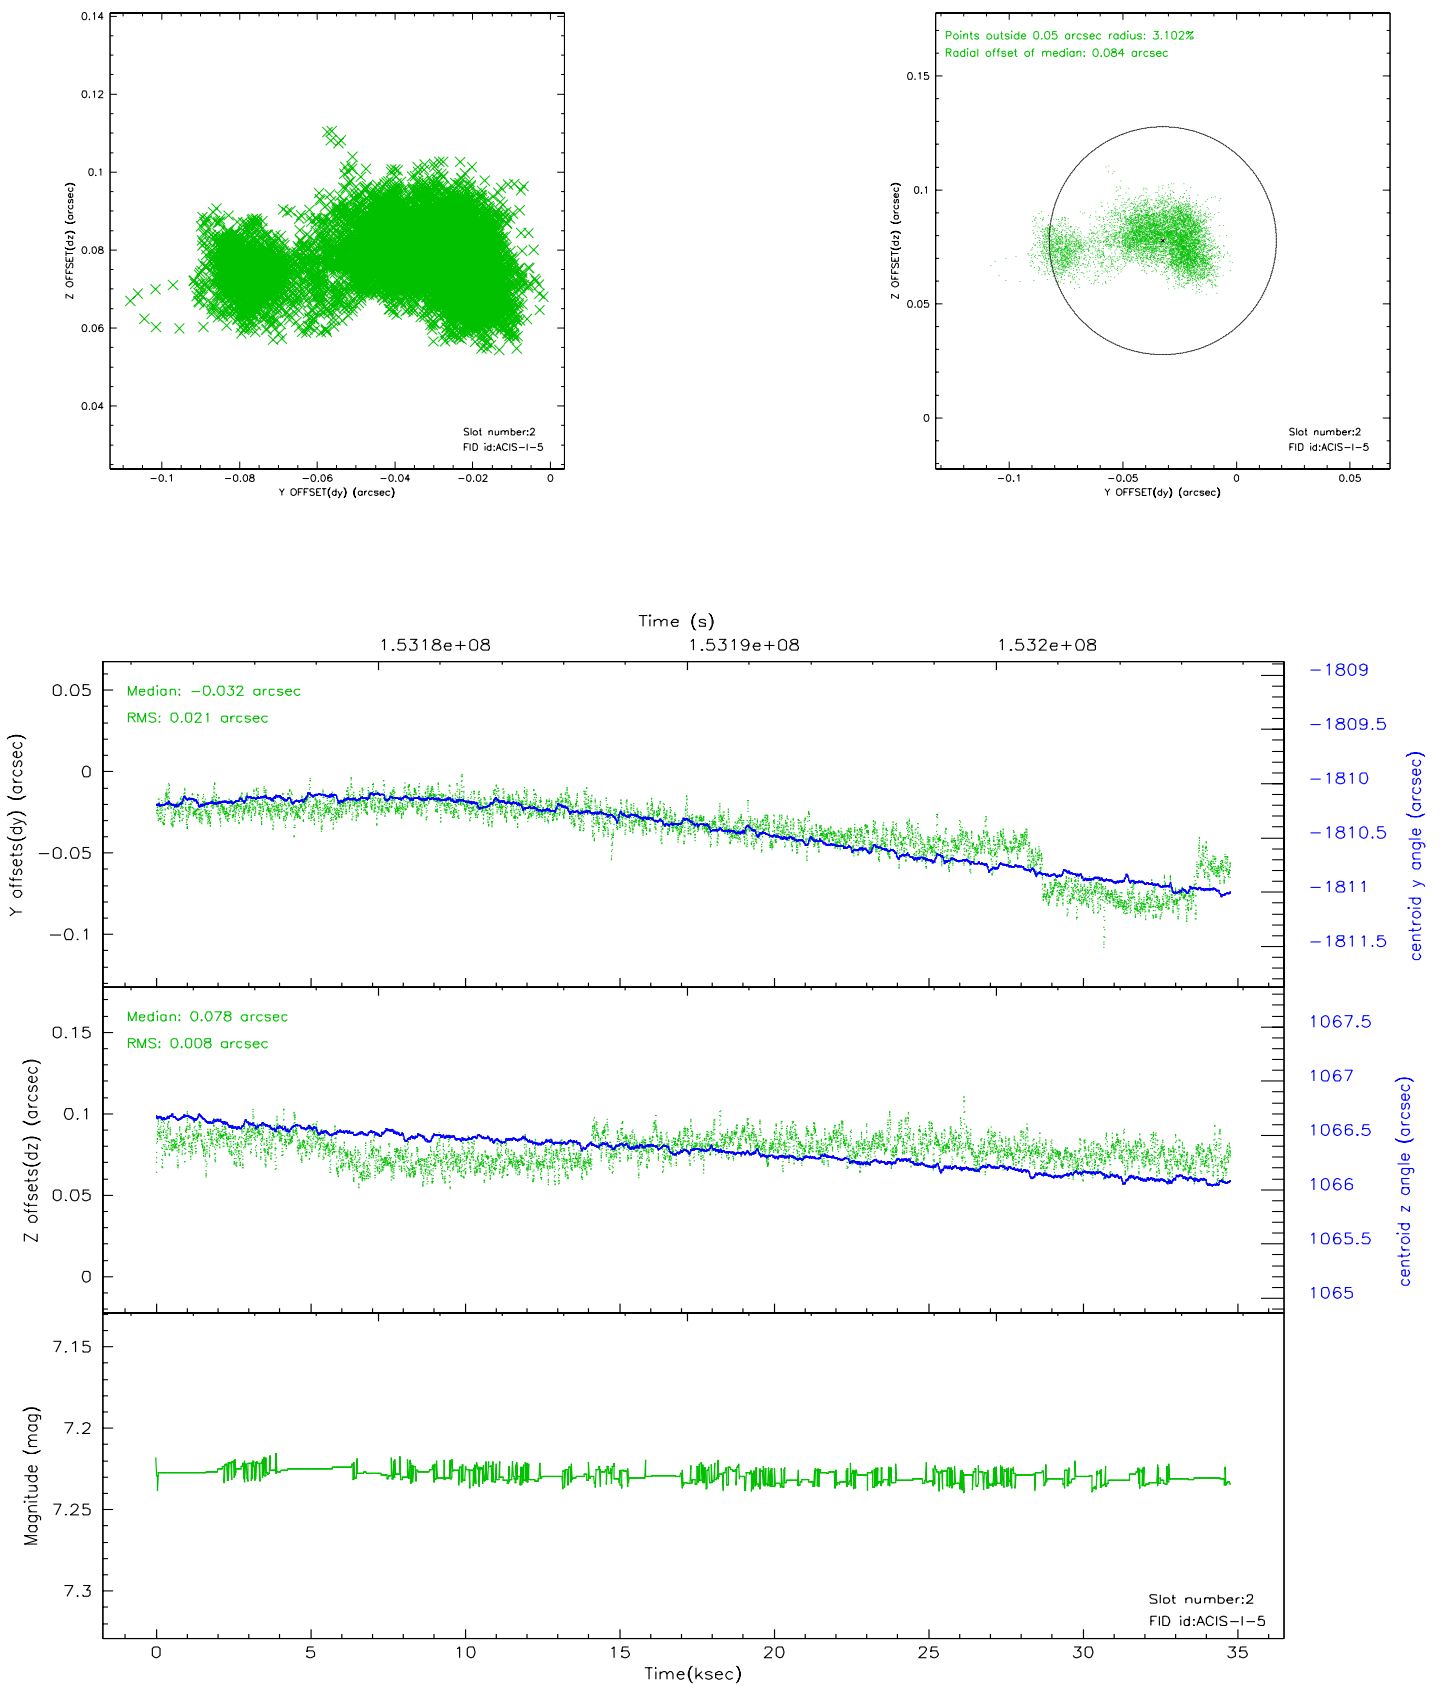 0.14
0.12
0.1
0.08
0.06
0.04
Z OFFSET(dz) (arcsec)
−0.1 −0.08 −0.06 −0.04 −0.02 0
Y OFFSET(dy) (arcsec)
Slot number:2
FID id:ACIS−I−5
Points outside 0.05 arcsec radius: 3.102%
Radial offset of median: 0.084 arcsec
0.15
0.1
0.05
0
Z OFFSET(dz) (arcsec)
−0.1 −0.05 0 0.05
Y OFFSET(dy) (arcsec)
Slot number:2
FID id:ACIS−I−5
Time (s)
1.5318e+08 1.5319e+08 1.532e+08
Median: −0.032 arcsec
RMS: 0.021 arcsec
0.05
0
−0.05
−0.1
Y offsets(dy) (arcsec)
−1809
−1809.5
−1810
−1810.5
−1811
−1811.5
centroid y angle (arcsec)
Median: 0.078 arcsec
RMS: 0.008 arcsec
0.15
0.1
0.05
0
Z offsets(dz) (arcsec)
1067.5
1067
1066.5
1066
1065.5
1065
centroid z angle (arcsec)
7.15
7.2
7.25
7.3
Magnitude (mag)
Slot number:2
FID id:ACIS−I−5
0 5 10 15 20 25 30 35
Time(ksec)